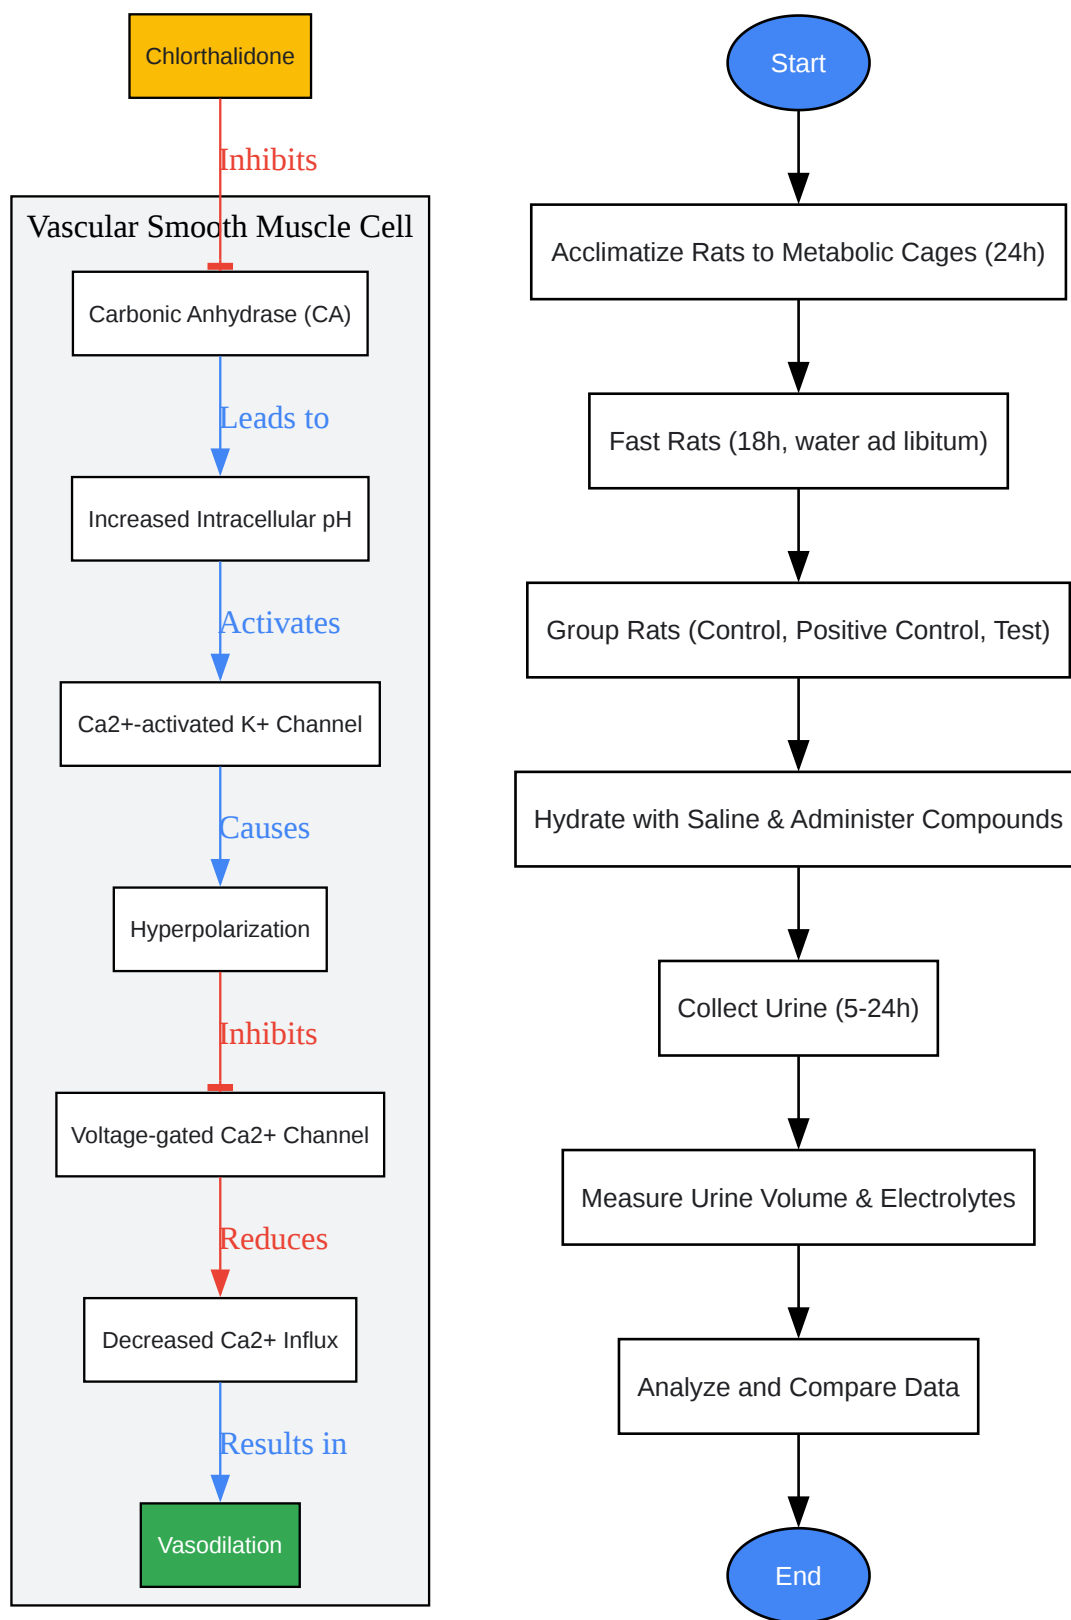 Chlorthalidone
Inhibits
Vascular Smooth Muscle Cell
Carbonic Anhydrase (CA)
Leads to
Increased Intracellular pH
Activates
Ca2+-activated K+ Channel
Causes
Hyperpolarization
Inhibits
Voltage-gated Ca2+ Channel
Reduces
Decreased Ca2+ Influx
Results in
Vasodilation
Start
Acclimatize Rats to Metabolic Cages (24h)
Fast Rats (18h, water ad libitum)
Group Rats (Control, Positive Control, Test)
Hydrate with Saline & Administer Compounds
Collect Urine (5-24h)
Measure Urine Volume & Electrolytes
Analyze and Compare Data
End